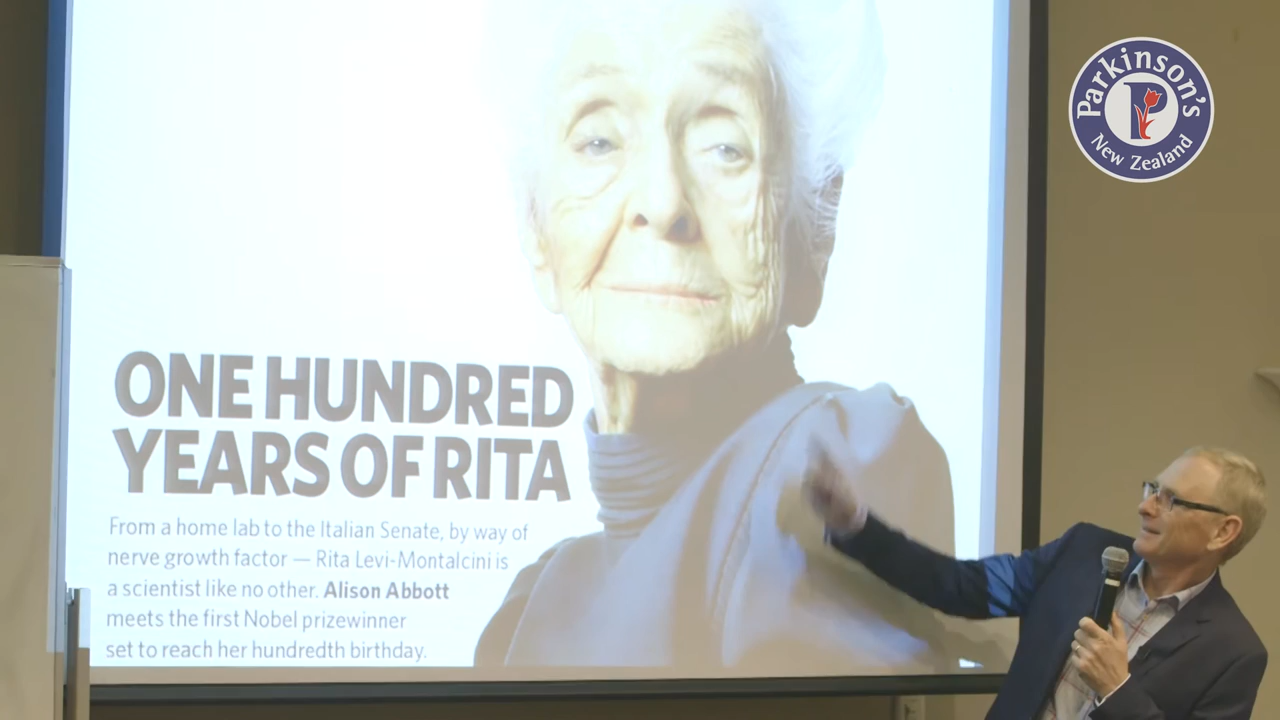 ONE HUNDRED
YEARS OF RITA
From a home lab to the Italian Senate, by way of
nerve growth factor — Rita Levi-Montalcini is
a scientist like no other. Alison Abbott
meets the first Nobel prizewinner
set to reach her hundredth birthday.
Parkinson's
P
New Zealand